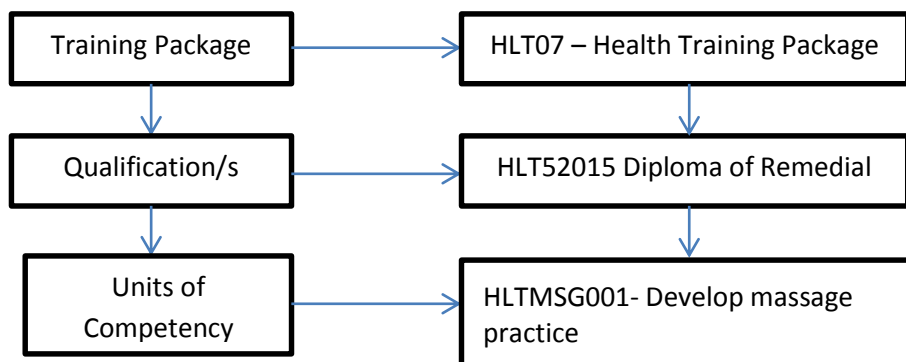 Training Package
HLT07 – Health Training Package
Qualification/s
HLT52015 Diploma of Remedial
Units of
Competency
HLTMSG001- Develop massage
practice